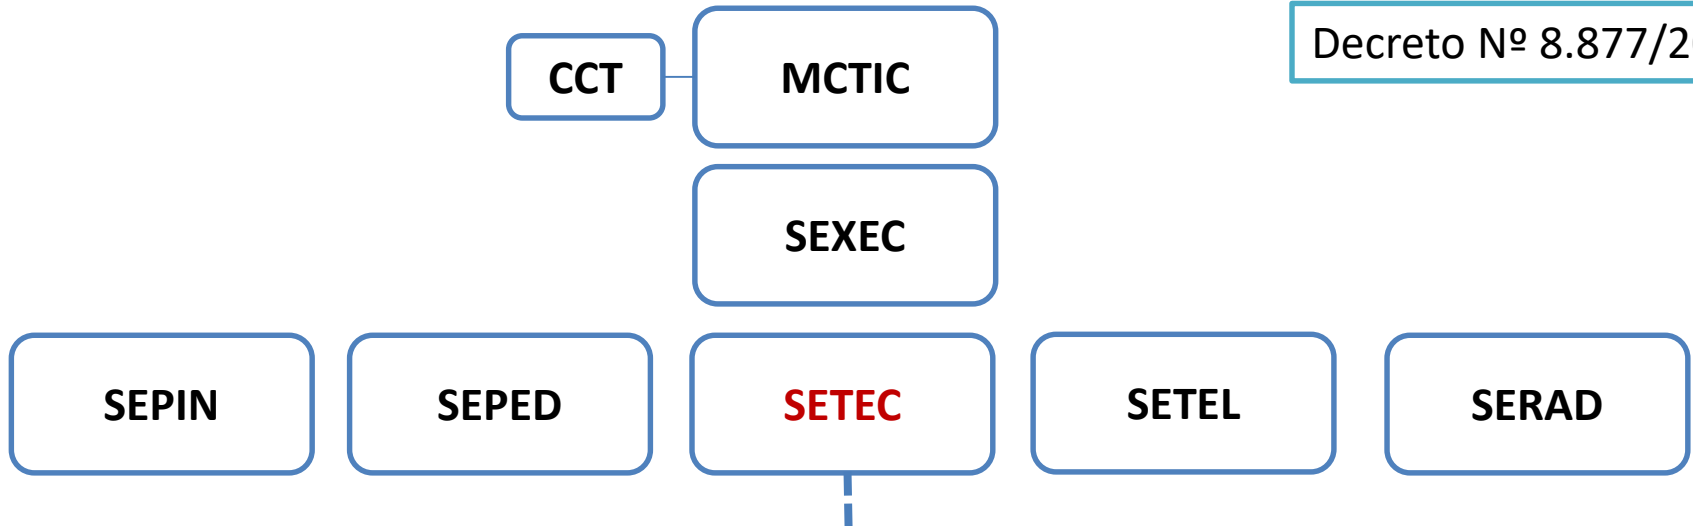 Decreto Nº 8.877/2
CCT
MCTIC
SEXEC
SEPIN
SEPED
SETEC
SETEL
SERAD